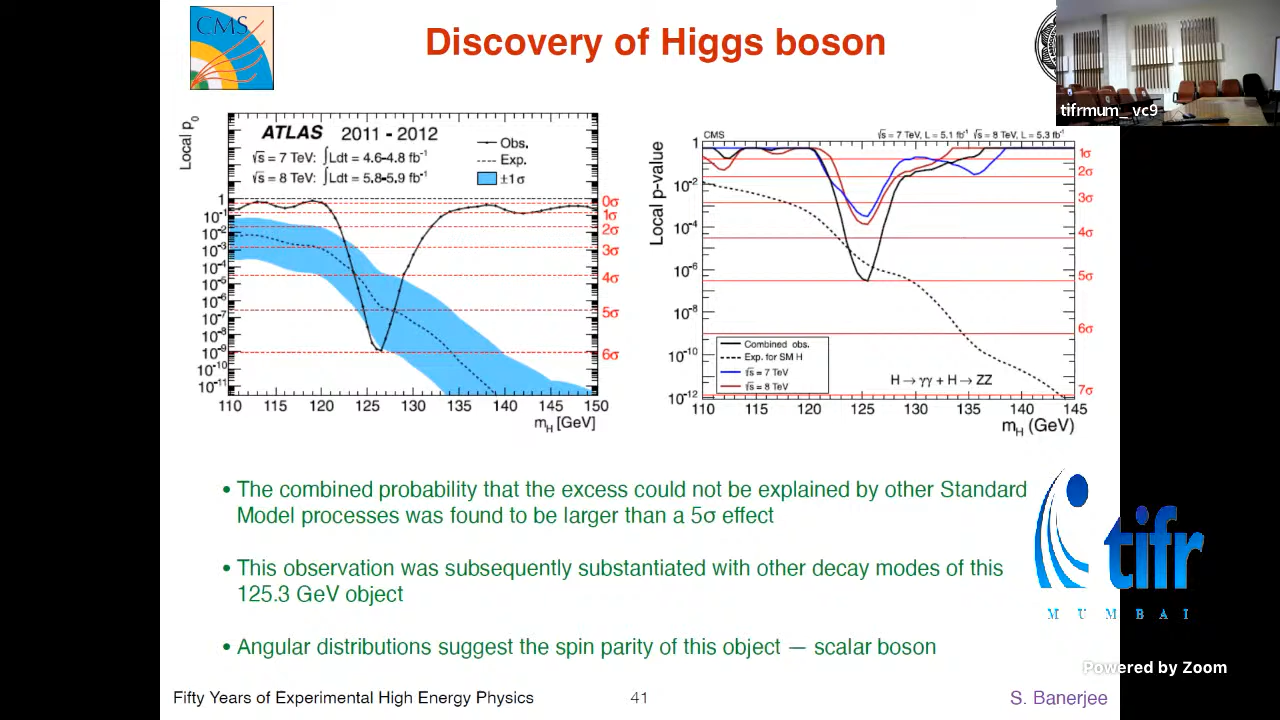 CMS
Discovery of Higgs boson
tifrmum_ vc9
ATLAS 2011 - 2012
√s = 7 TeV: ∫Ldt = 4.6-4.8 fb⁻¹
√s = 8 TeV: ∫Ldt = 5.8-5.9 fb⁻¹
Obs.
Exp.
±1σ
Local p₀
1
10⁻¹
10⁻²
10⁻³
10⁻⁴
10⁻⁵
10⁻⁶
10⁻⁷
10⁻⁸
10⁻⁹
10⁻¹⁰
10⁻¹¹
0σ
1σ
2σ
3σ
4σ
5σ
6σ
110 115 120 125 130 135 140 145 150
m_H [GeV]
CMS √s = 7 TeV, L = 5.1 fb⁻¹ √s = 8 TeV, L = 5.3 fb⁻¹
Local p-value
1
10⁻²
10⁻⁴
10⁻⁶
10⁻⁸
10⁻¹⁰
10⁻¹²
1σ
2σ
3σ
4σ
5σ
6σ
7σ
Combined obs.
Exp. for SM H
√s = 7 TeV
√s = 8 TeV
H → γγ + H → ZZ
110 115 120 125 130 135 140 145
m_H (GeV)
• The combined probability that the excess could not be explained by other Standard
Model processes was found to be larger than a 5σ effect
• This observation was subsequently substantiated with other decay modes of this
125.3 GeV object
• Angular distributions suggest the spin parity of this object — scalar boson
tifr
MUMBAI
Powered by Zoom
Fifty Years of Experimental High Energy Physics 41 S. Banerjee